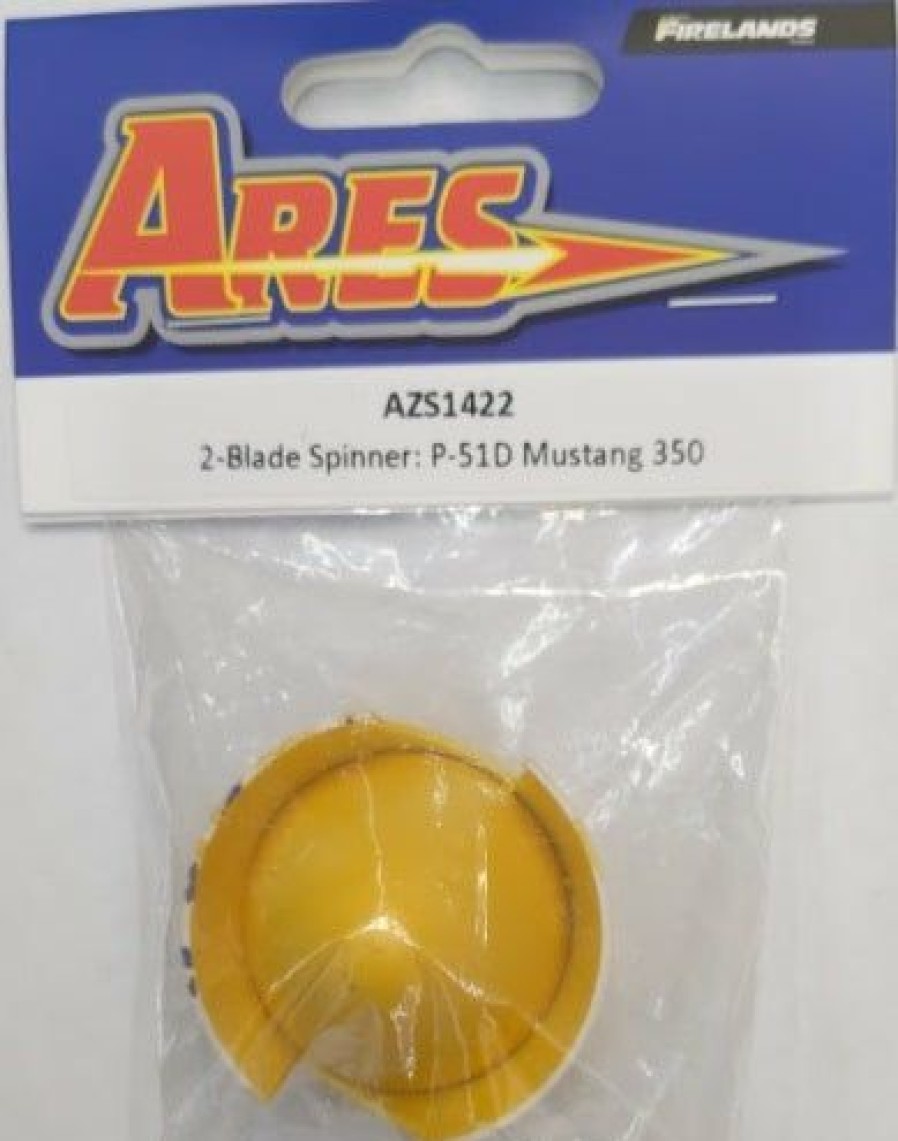 FIRELANDS
ARES
AZS1422
2-Blade Spinner: P-51D Mustang 350